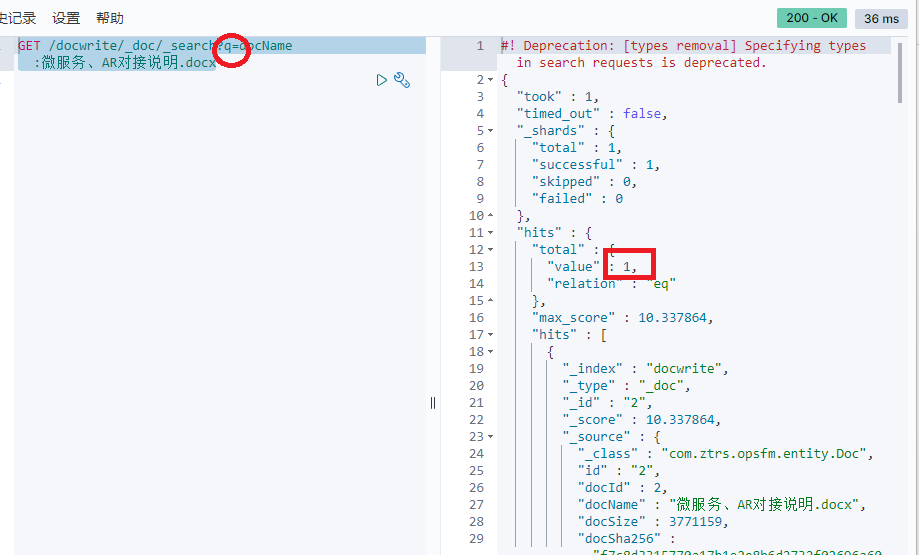 史记录 设置 帮助
200 - OK
36 ms
GET /docwrite/_doc/_search?q=docName
:微服务、AR对接说明.docx
1 #! Deprecation: [types removal] Specifying types
in search requests is deprecated.
2 {
3 "took" : 1,
4 "timed_out" : false,
5 "_shards" : {
6 "total" : 1,
7 "successful" : 1,
8 "skipped" : 0,
9 "failed" : 0
10 },
11 "hits" : {
12 "total" : {
13 "value" : 1,
14 "relation" : "eq"
15 },
16 "max_score" : 10.337864,
17 "hits" : [
18 {
19 "_index" : "docwrite",
20 "_type" : "_doc",
21 "_id" : "2",
22 "_score" : 10.337864,
23 "_source" : {
24 "_class" : "com.ztrs.opsfm.entity.Doc",
25 "id" : "2",
26 "docId" : 2,
27 "docName" : "微服务、AR对接说明.docx",
28 "docSize" : 3771159,
29 "docSha256" :